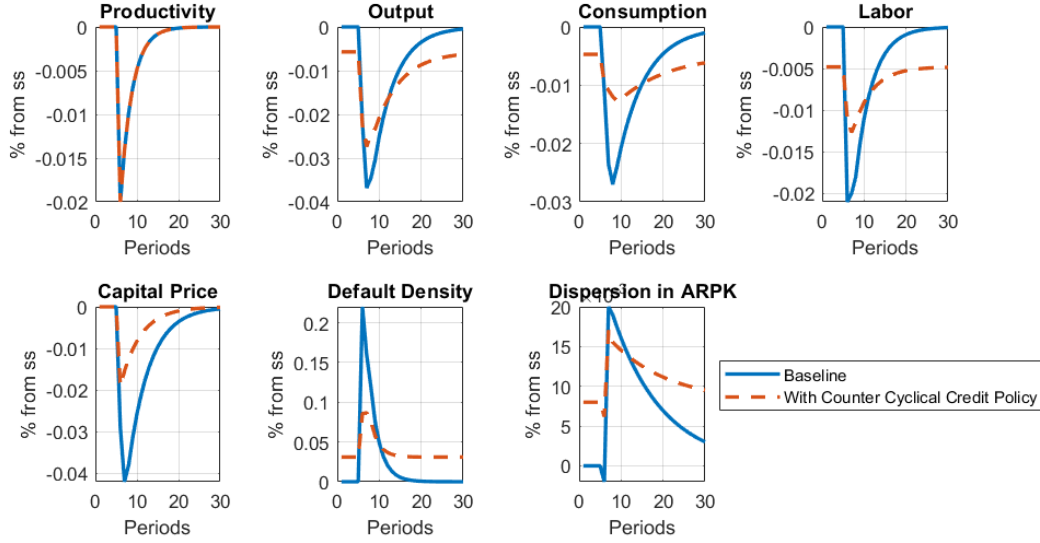 Productivity
Output
Consumption
Labor
% from ss
0
-0.005
-0.01
-0.015
-0.02
0 10 20 30
Periods
% from ss
0
-0.01
-0.02
-0.03
-0.04
0 10 20 30
Periods
% from ss
0
-0.01
-0.02
-0.03
0 10 20 30
Periods
% from ss
0
-0.005
-0.01
-0.015
-0.02
0 10 20 30
Periods
Capital Price
Default Density
Dispersion in ARPK
% from ss
0
-0.01
-0.02
-0.03
-0.04
0 10 20 30
Periods
% from ss
0.2
0.15
0.1
0.05
0
0 10 20 30
Periods
% from ss
20
15
10
5
0
0 10 20 30
Periods
Baseline
With Counter Cyclical Credit Policy